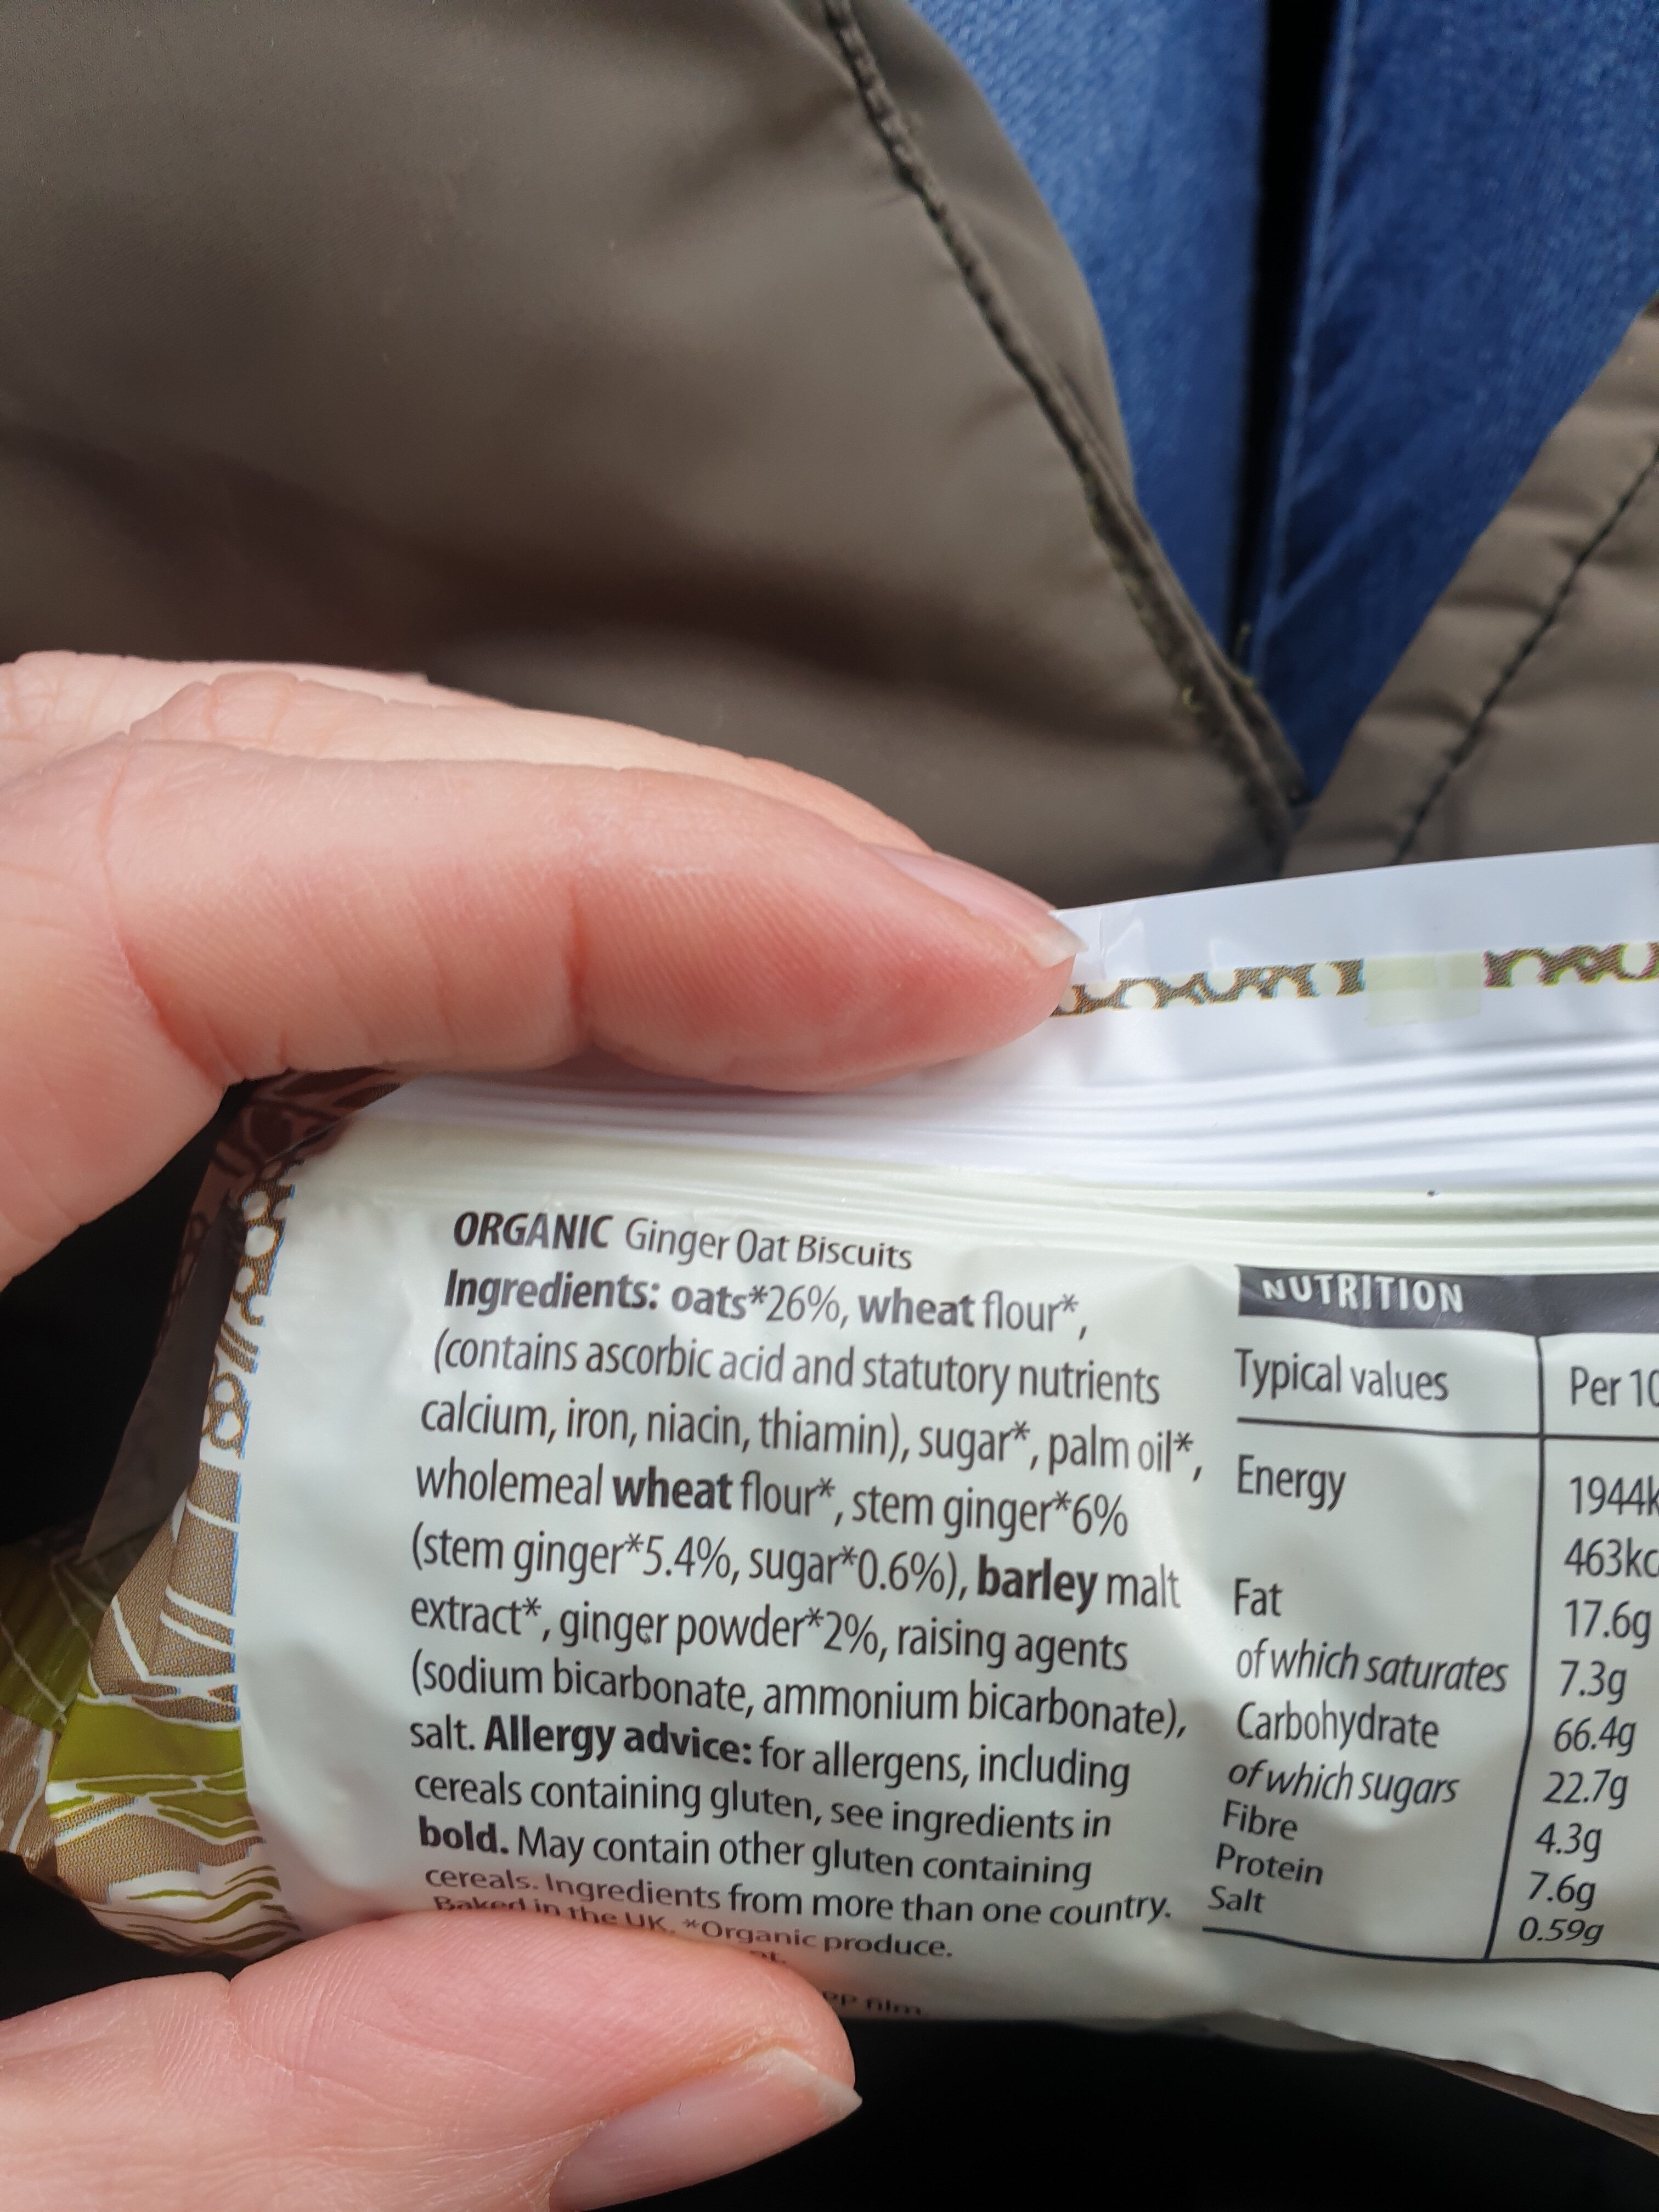 ORGANIC Ginger Oat Biscuits
Ingredients: oats*26%, wheat flour*,
(contains ascorbic acid and statutory nutrients
calcium, iron, niacin, thiamin), sugar*, palm oil*,
wholemeal wheat flour*, stem ginger*6%
(stem ginger*5.4%, sugar*0.6%), barley malt
extract*, ginger powder*2%, raising agents
(sodium bicarbonate, ammonium bicarbonate),
salt. Allergy advice: for allergens, including
cereals containing gluten, see ingredients in
bold. May contain other gluten containing
cereals. Ingredients from more than one country.
Baked in the UK. *Organic produce.
film
NUTRITION
Typical values Per 10
Energy 1944k
463kc
Fat 17.6g
of which saturates 7.3g
Carbohydrate 66.4g
of which sugars 22.7g
Fibre 4.3g
Protein 7.6g
Salt 0.59g